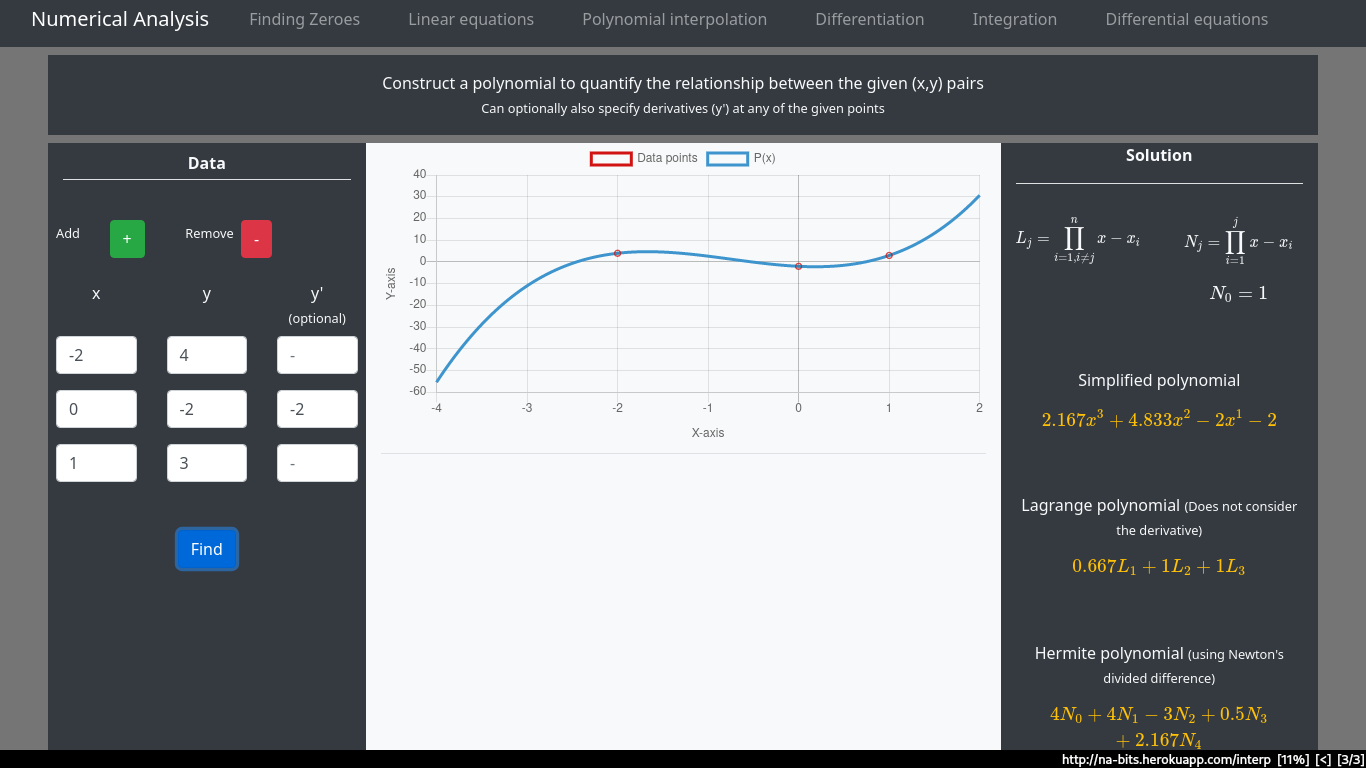 Numerical Analysis Finding Zeroes Linear equations Polynomial interpolation Differentiation Integration Differential equations
Construct a polynomial to quantify the relationship between the given (x,y) pairs
Can optionally also specify derivatives (y') at any of the given points
Data
Add + Remove -
x y y'
(optional)
-2 4 -
0 -2 -2
1 3 -
Find
Data points P(x)
40
30
20
10
0
-10
-20
-30
-40
-50
-60
Y-axis
-4 -3 -2 -1 0 1 2
X-axis
Solution
L_j = ∏_{i=1,i≠j}^{n} x − x_i
N_j = ∏_{i=1}^{j} x − x_i
N_0 = 1
Simplified polynomial
2.167x^3 + 4.833x^2 − 2x^1 − 2
Lagrange polynomial (Does not consider
the derivative)
0.667L_1 + 1L_2 + 1L_3
Hermite polynomial (using Newton's
divided difference)
4N_0 + 4N_1 − 3N_2 + 0.5N_3
+ 2.167N_4
http://na-bits.herokuapp.com/interp [11%] [<] [3/3]